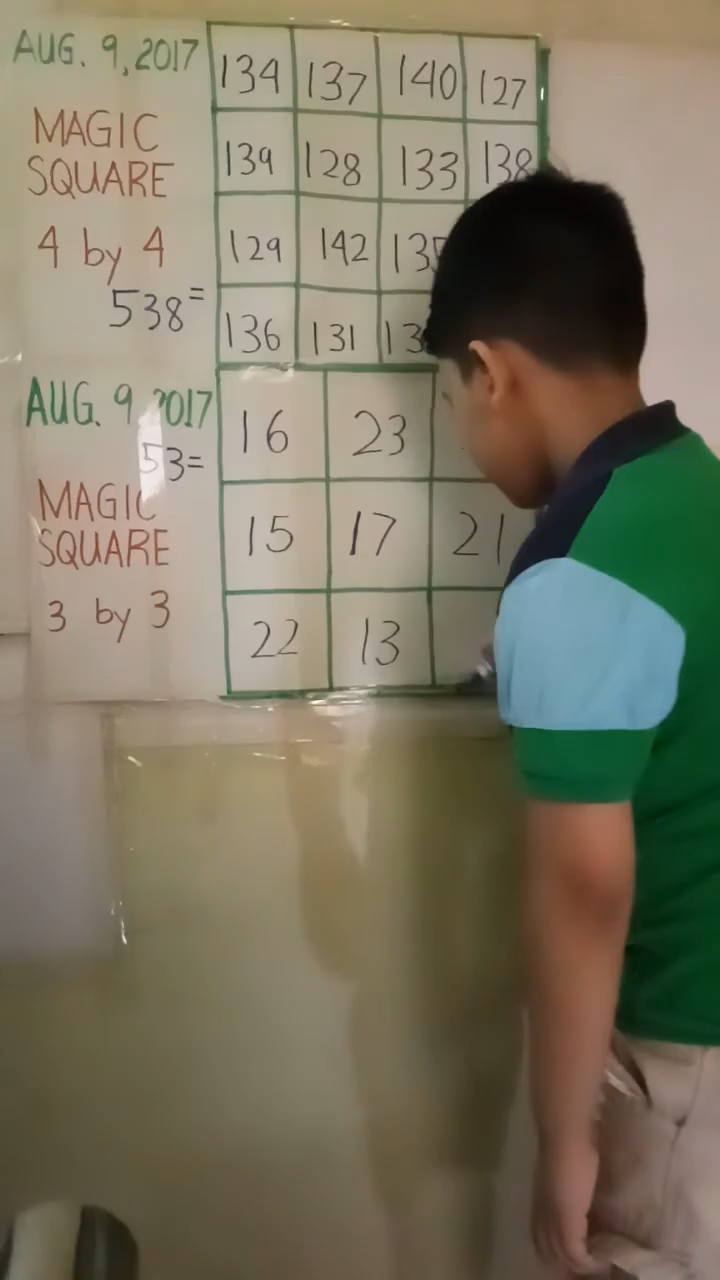 AUG. 9, 2017
MAGIC
SQUARE
4 by 4
538=
134 137 140 127
139 128 133 138
129 142 135
136 131
AUG. 9 2017
53=
MAGIC
SQUARE
3 by 3
16 23
15 17 21
22 13